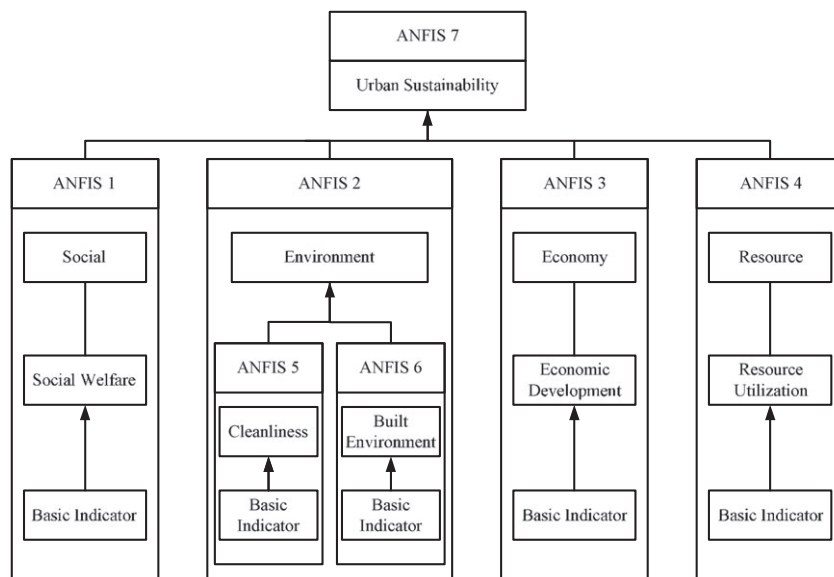 ANFIS 7
Urban Sustainability
ANFIS 1
ANFIS 2
ANFIS 3
ANFIS 4
Social
Environment
Economy
Resource
ANFIS 5
ANFIS 6
Social Welfare
Economic
Development
Resource
Utilization
Cleanliness
Built
Environment
Basic Indicator
Basic
Indicator
Basic
Indicator
Basic Indicator
Basic Indicator